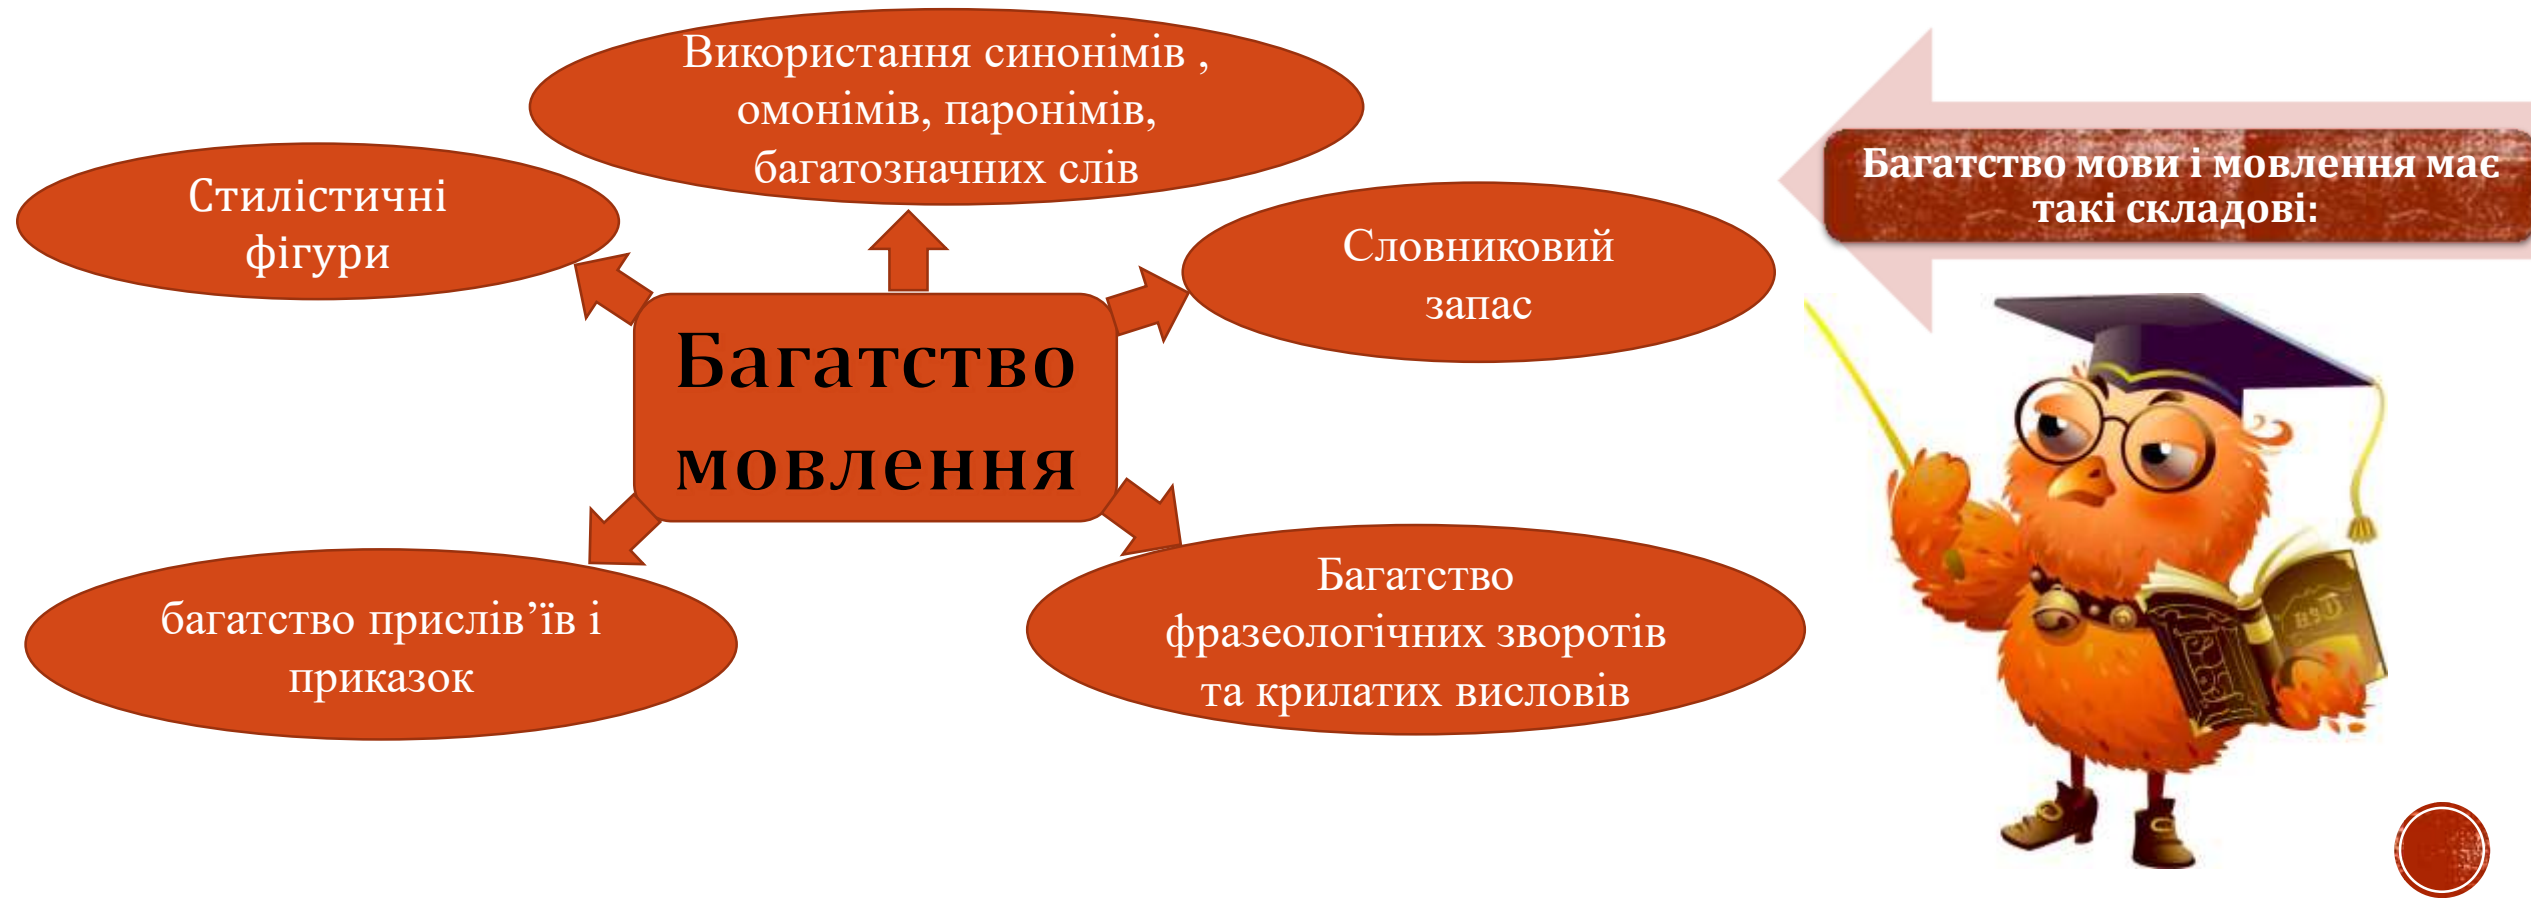 Використання синонімів ,
омонімів, паронімів,
багатозначних слів
Стилістичні
фігури
Словниковий
запас
Багатство
мовлення
багатство прислів’їв і
приказок
Багатство
фразеологічних зворотів
та крилатих висловів
Багатство мови і мовлення має
такі складові: